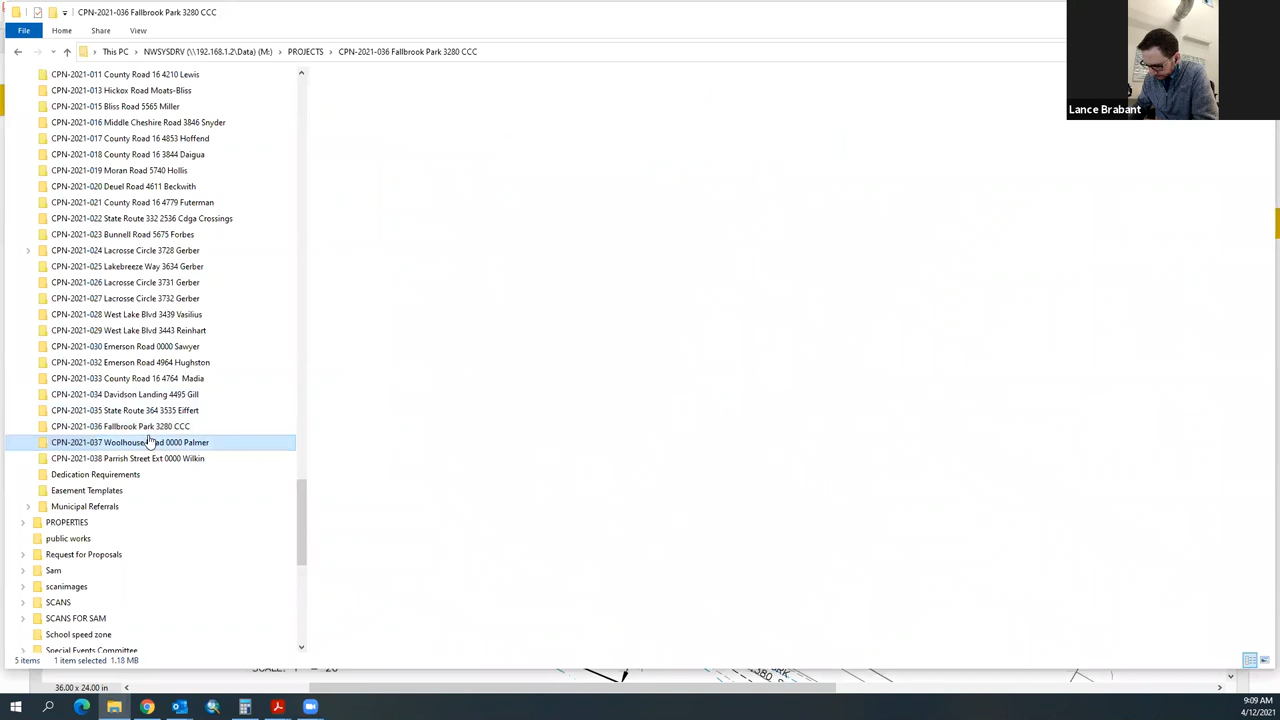 CPN-2021-036 Fallbrook Park 3280 CCC
File Home Share View
This PC NWSYSDRV (\\192.168.1.2\Data) (M:) PROJECTS CPN-2021-036 Fallbrook Park 3280 CCC
Lance Brabant
CPN-2021-011 County Road 16 4210 Lewis
CPN-2021-013 Hickox Road Moats-Bliss
CPN-2021-015 Bliss Road 5565 Miller
CPN-2021-016 Middle Cheshire Road 3846 Snyder
CPN-2021-017 County Road 16 4853 Hoffend
CPN-2021-018 County Road 16 3844 Daigua
CPN-2021-019 Moran Road 5740 Hollis
CPN-2021-020 Deuel Road 4611 Beckwith
CPN-2021-021 County Road 16 4779 Futerman
CPN-2021-022 State Route 332 2536 Cdga Crossings
CPN-2021-023 Bunnell Road 5675 Forbes
CPN-2021-024 Lacrosse Circle 3728 Gerber
CPN-2021-025 Lakebreeze Way 3634 Gerber
CPN-2021-026 Lacrosse Circle 3731 Gerber
CPN-2021-027 Lacrosse Circle 3732 Gerber
CPN-2021-028 West Lake Blvd 3439 Vasilius
CPN-2021-029 West Lake Blvd 3443 Reinhart
CPN-2021-030 Emerson Road 0000 Sawyer
CPN-2021-032 Emerson Road 4964 Hughston
CPN-2021-033 County Road 16 4764 Madia
CPN-2021-034 Davidson Landing 4495 Gill
CPN-2021-035 State Route 364 3535 Eiffert
CPN-2021-036 Fallbrook Park 3280 CCC
CPN-2021-037 Woolhouse 0000 Palmer
CPN-2021-038 Parrish Street Ext 0000 Wilkin
Dedication Requirements
Easement Templates
Municipal Referrals
PROPERTIES
public works
Request for Proposals
Sam
scanimages
SCANS
SCANS FOR SAM
School speed zone
Special Events Committee
5 items 1 item selected 1.18 MB
36.00 x 24.00 in
9:09 AM
4/12/2021